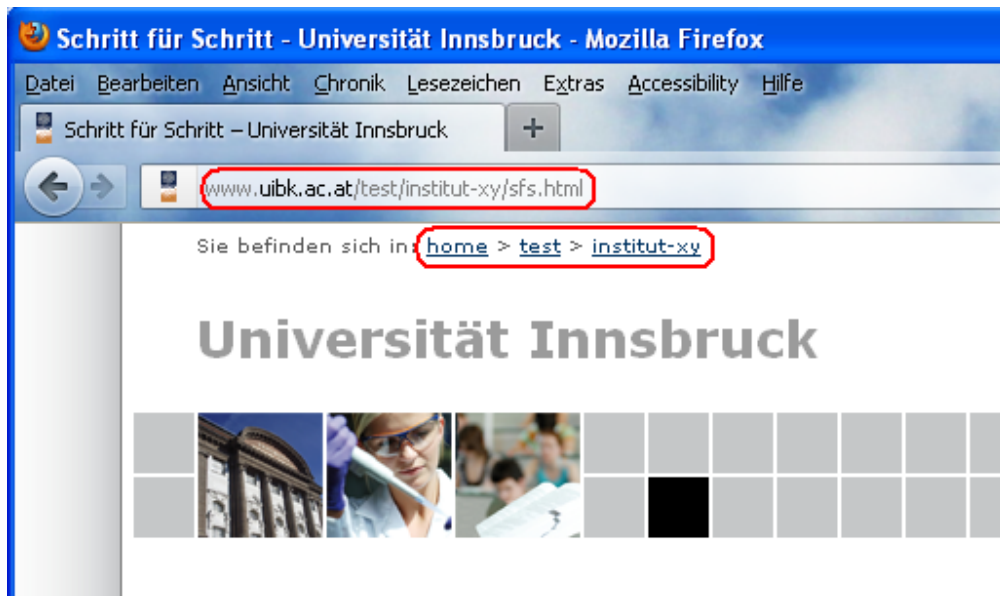 Schritt für Schritt - Universität Innsbruck - Mozilla Firefox
Datei Bearbeiten Ansicht Chronik Lesezeichen Extras Accessibility Hilfe
Schritt für Schritt – Universität Innsbruck
www.uibk.ac.at/test/institut-xy/sfs.html
Sie befinden sich in: home > test > institut-xy
Universität Innsbruck